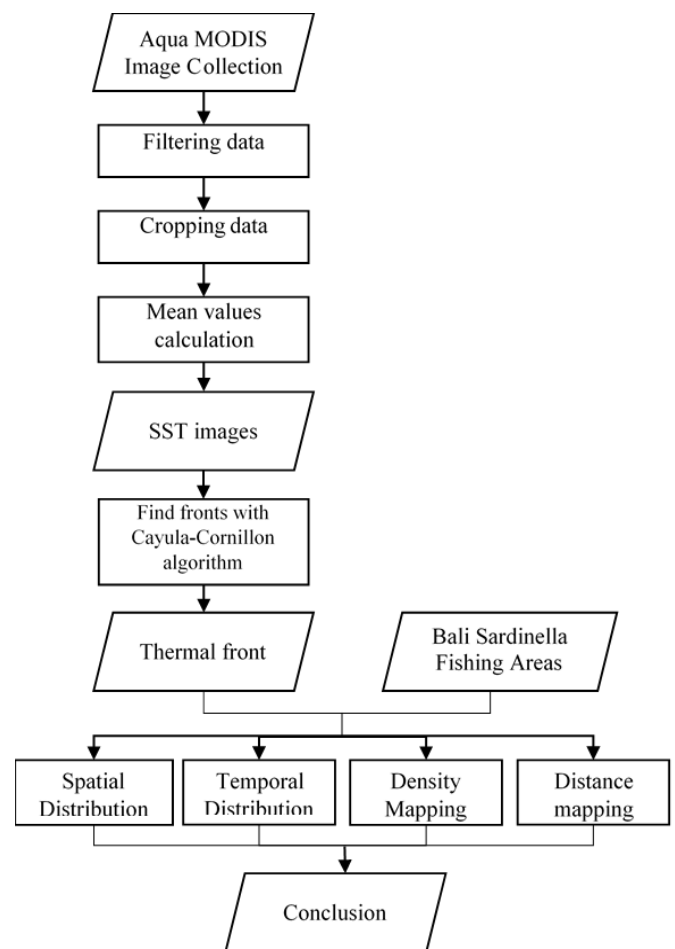 Aqua MODIS
Image Collection
Filtering data
Cropping data
Mean values
calculation
SST images
Find fronts with
Cayula-Cornillon
algorithm
Thermal front
Bali Sardinella
Fishing Areas
Spatial
Distribution
Temporal
Distribution
Density
Mapping
Distance
mapping
Conclusion